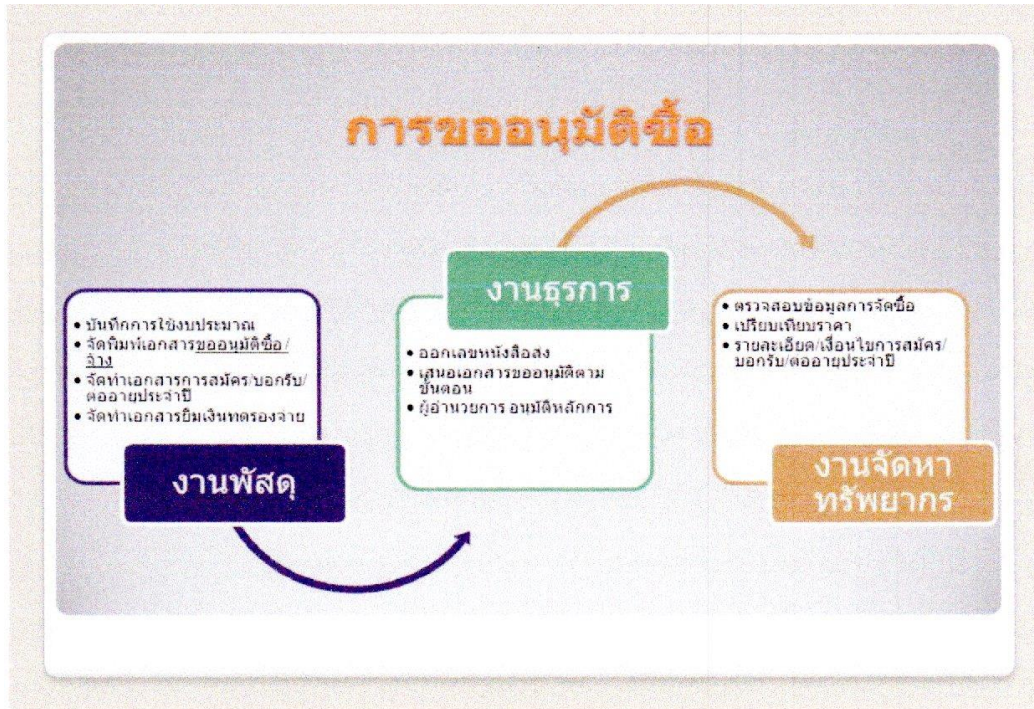 การขออนุมัติซื้อ
• บันทึกการใช้งบประมาณ
• จัดพิมพ์เอกสารขออนุมัติซื้อ/
จ้าง
• จัดทำเอกสารการสมัคร/บอกรับ/
ต่ออายุประจำปี
• จัดทำเอกสารยืมเงินทดรองจ่าย
งานพัสดุ
งานธุรการ
• ออกเลขหนังสือส่ง
• เสนอเอกสารขออนุมัติตาม
ขั้นตอน
• ผู้อำนวยการ อนุมัติหลักการ
• ตรวจสอบข้อมูลการจัดซื้อ
• เปรียบเทียบราคา
• รายละเอียด/เงื่อนไขการสมัคร/
บอกรับ/ต่ออายุประจำปี
งานจัดหา
ทรัพยากร